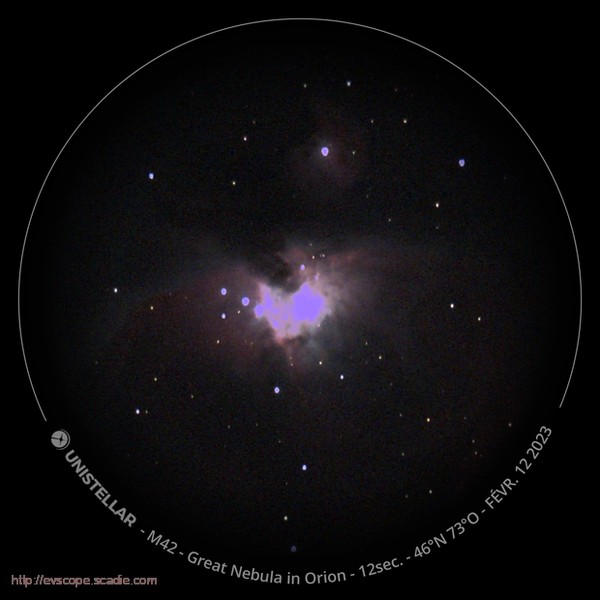 UNISTELLAR - M42 - Great Nebula in Orion - 12sec. - 46°N 73°O - FÉVR. 12 2023
http://evscope.scadie.com